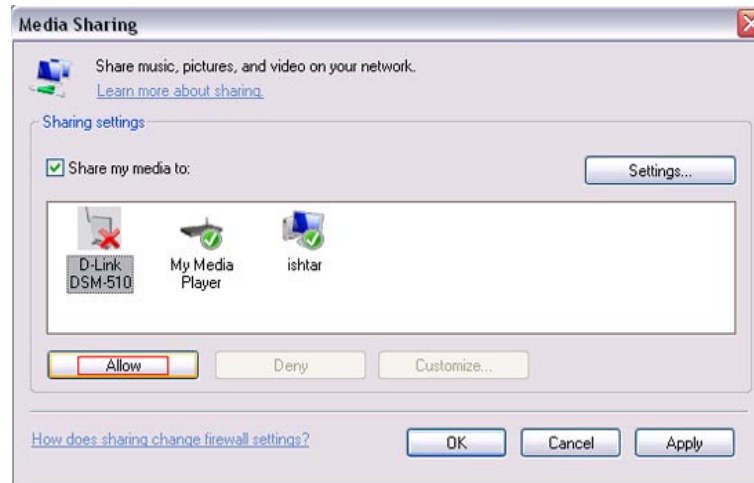 Media Sharing
Share music, pictures, and video on your network.
Learn more about sharing.
Sharing settings
Share my media to:
Settings...
D-Link
DSM-510
My Media
Player
ishtar
Allow
Deny
Customize...
How does sharing change firewall settings?
OK
Cancel
Apply